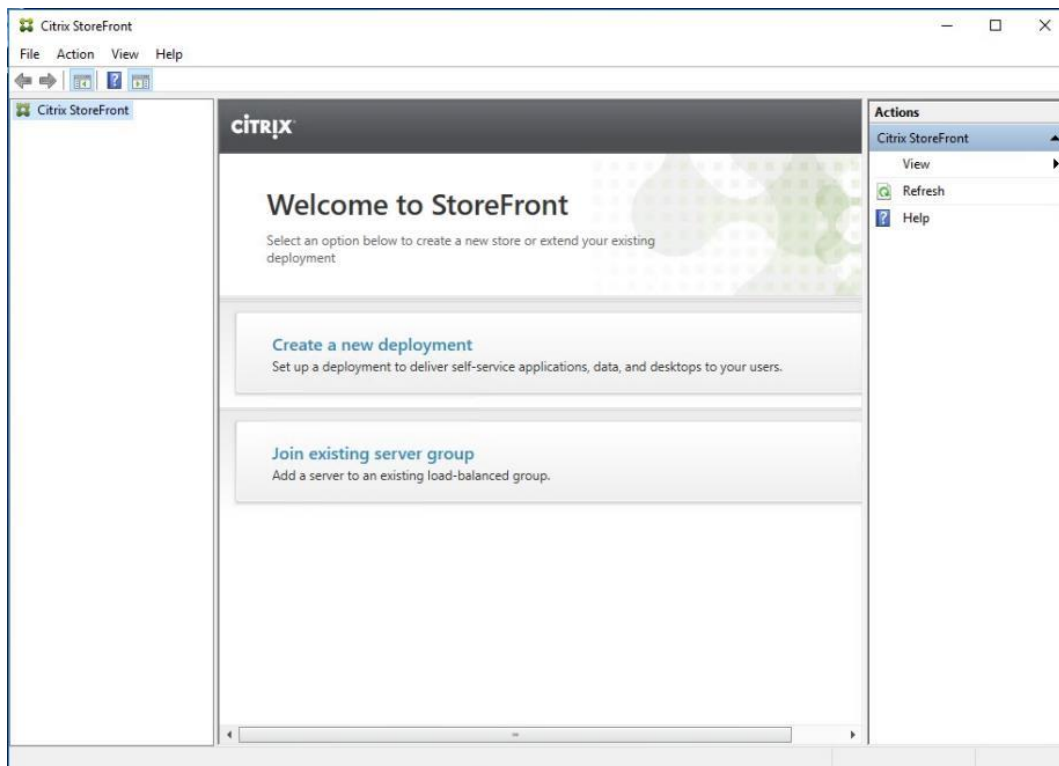 Citrix StoreFront
File Action View Help
Citrix StoreFront
CİTRIX
Welcome to StoreFront
Select an option below to create a new store or extend your existing
deployment
Create a new deployment
Set up a deployment to deliver self-service applications, data, and desktops to your users.
Join existing server group
Add a server to an existing load-balanced group.
Actions
Citrix StoreFront
View
Refresh
Help